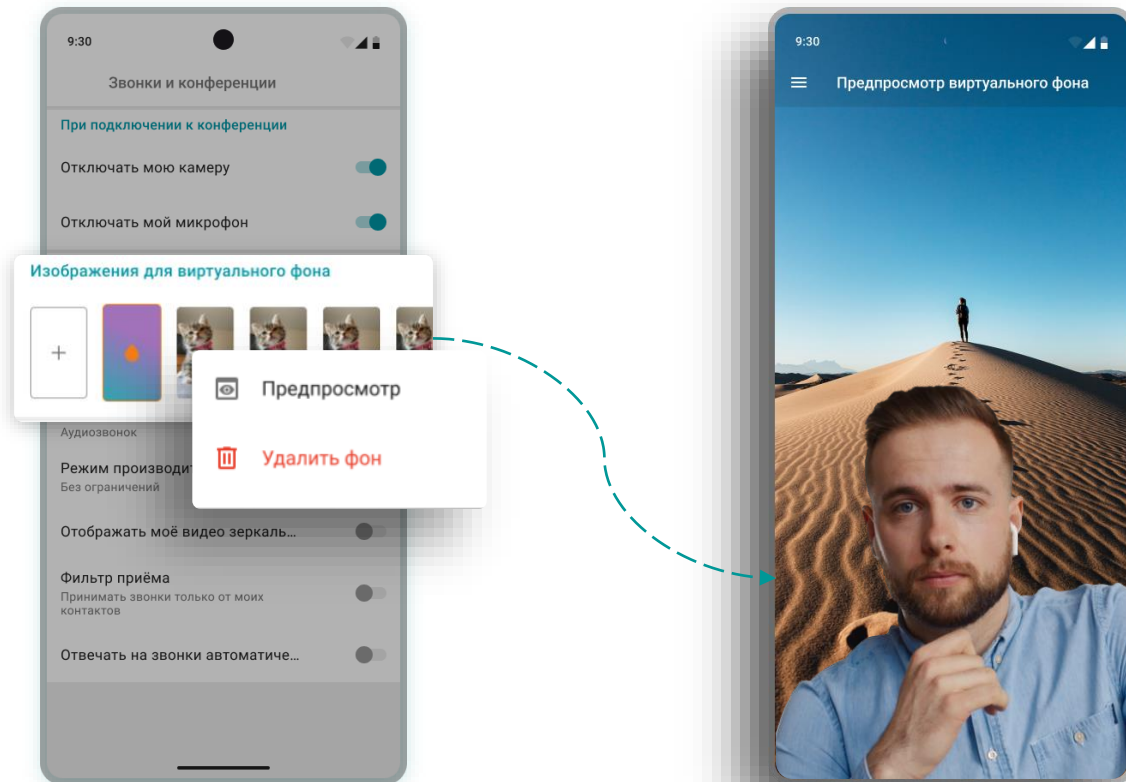 9:30
Звонки и конференции
При подключении к конференции
Отключать мою камеру
Отключать мой микрофон
Изображения для виртуального фона
+
Предпросмотр
Удалить фон
Аудиозвонок
Режим
Без ограничений
Отображать моё видео зеркаль…
Фильтр приёма
Принимать звонки только от моих
контактов
Отвечать на звонки автоматиче…
9:30
Предпросмотр виртуального фона